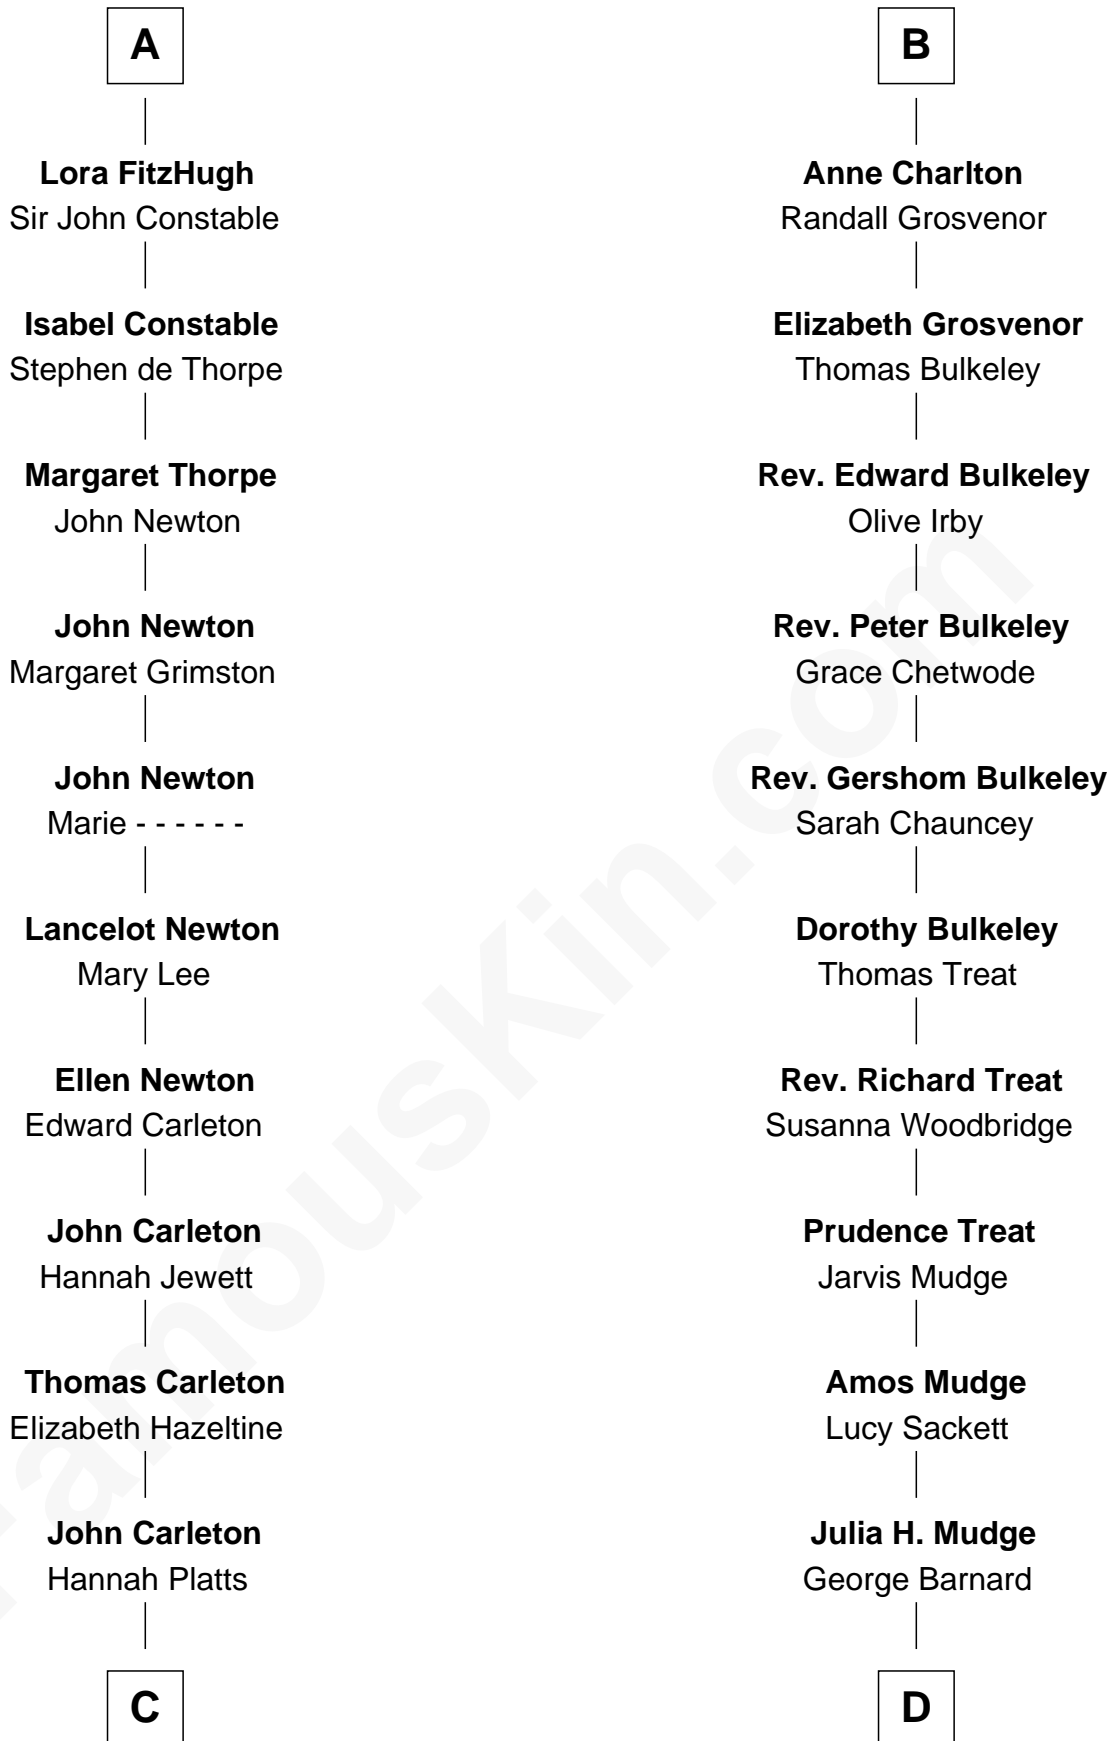 A
Lora FitzHugh
Sir John Constable
Isabel Constable
Stephen de Thorpe
Margaret Thorpe
John Newton
John Newton
Margaret Grimston
John Newton
Marie - - - - - -
Lancelot Newton
Mary Lee
Ellen Newton
Edward Carleton
John Carleton
Hannah Jewett
Thomas Carleton
Elizabeth Hazeltine
John Carleton
Hannah Platts
C
B
Anne Charlton
Randall Grosvenor
Elizabeth Grosvenor
Thomas Bulkeley
Rev. Edward Bulkeley
Olive Irby
Rev. Peter Bulkeley
Grace Chetwode
Rev. Gershom Bulkeley
Sarah Chauncey
Dorothy Bulkeley
Thomas Treat
Rev. Richard Treat
Susanna Woodbridge
Prudence Treat
Jarvis Mudge
Amos Mudge
Lucy Sackett
Julia H. Mudge
George Barnard
D
FamousKin.com